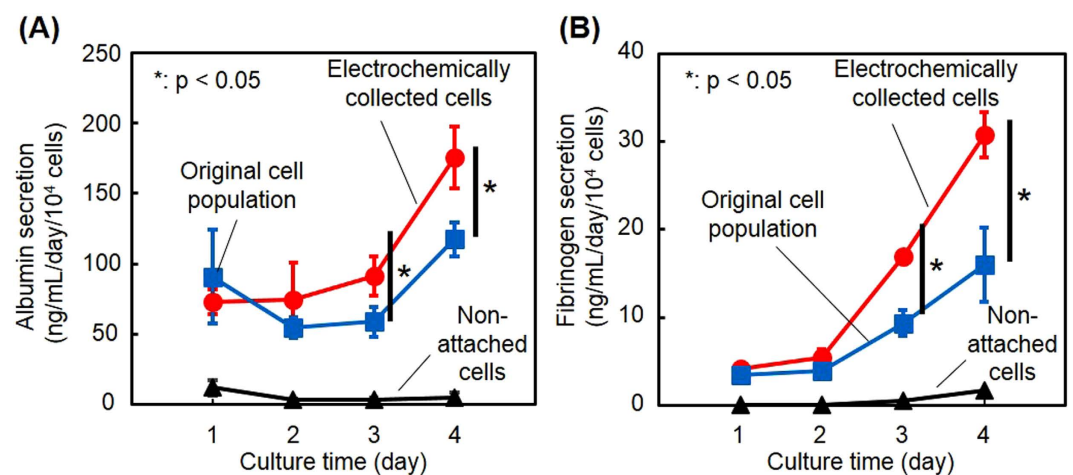 (A)
Albumin secretion
(ng/mL/day/10⁴ cells)
250
200
150
100
50
0
*: p < 0.05
Electrochemically
collected cells
Original cell
population
*
*
Non-
attached
cells
1 2 3 4
Culture time (day)
(B)
Fibrinogen secretion
(ng/mL/day/10⁴ cells)
40
30
20
10
0
*: p < 0.05
Electrochemically
collected cells
Original cell
population
*
*
Non-
attached
cells
1 2 3 4
Culture time (day)